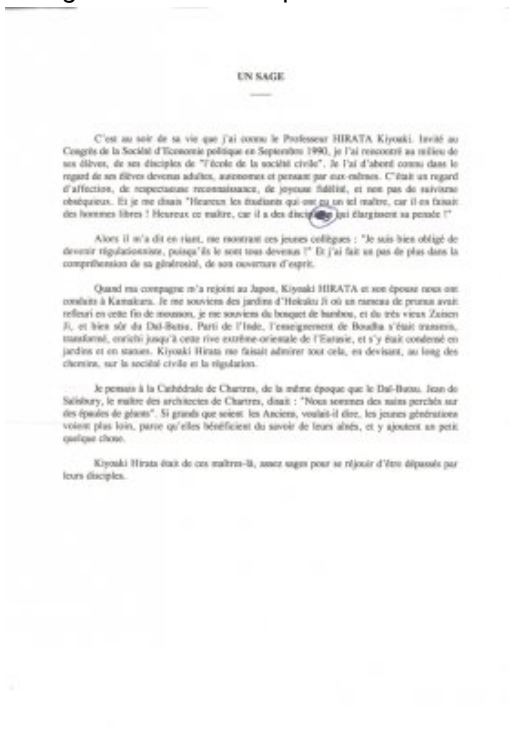 UN SAGE
C'est au soir de sa vie que j'ai connu le Professeur HIRATA Kiyoaki. Invité au
Congrès de la Société d'Economie politique en Septembre 1990, je l'ai rencontré au milieu de
ses élèves, de ses disciples de "l'école de la société civile". Je l'ai d'abord connu dans le
regard de ses élèves devenus adultes, autonomes et pensant par eux-mêmes. C'était un regard
d'affection, de respectueuse reconnaissance, de joyeuse fidélité, et non pas de suivisme
obséquieux. Et je me disais "Heureux les étudiants qui ont eu un tel maître, car il en faisait
des hommes libres ! Heureux ce maître, car il a des qui élargissent sa pensée !"
Alors il m'a dit en riant, me montrant ces jeunes collègues : "Je suis bien obligé de
devenir régulationniste, puisqu'ils le sont tous devenus !" Et j'ai fait un pas de plus dans la
compréhension de sa générosité, de son ouverture d'esprit.
Quand ma compagne m'a rejoint au Japon, Kiyoaki HIRATA et son épouse nous ont
conduits à Kamakura. Je me souviens des jardins d'Hokuku Ji où un rameau de prunus avait
refleuri en cette fin de mousson, je me souviens du bosquet de bambou, et du très vieux Zuisen
Ji, et bien sûr du Daï-Butsu. Parti de l'Inde, l'enseignement de Boudha s'était transmis,
transformé, enrichi jusqu'à cette rive extrême-orientale de l'Eurasie, et s'y était condensé en
jardins et en statues. Kiyoaki Hirata me faisait admirer tout cela, en devisant, au long des
chemins, sur la société civile et la régulation.
Je pensais à la Cathédrale de Chartres, de la même époque que le Daï-Butsu. Jean de
Salisbury, le maître des architectes de Chartres, disait : "Nous sommes des nains perchés sur
des épaules de géants". Si grands que soient les Anciens, voulait-il dire, les jeunes générations
voient plus loin, parce qu'elles bénéficient du savoir de leurs aînés, et y ajoutent un petit
quelque chose.
Kiyoaki Hirata était de ces maîtres-là, assez sages pour se réjouir d'être dépassés par
leurs disciples.